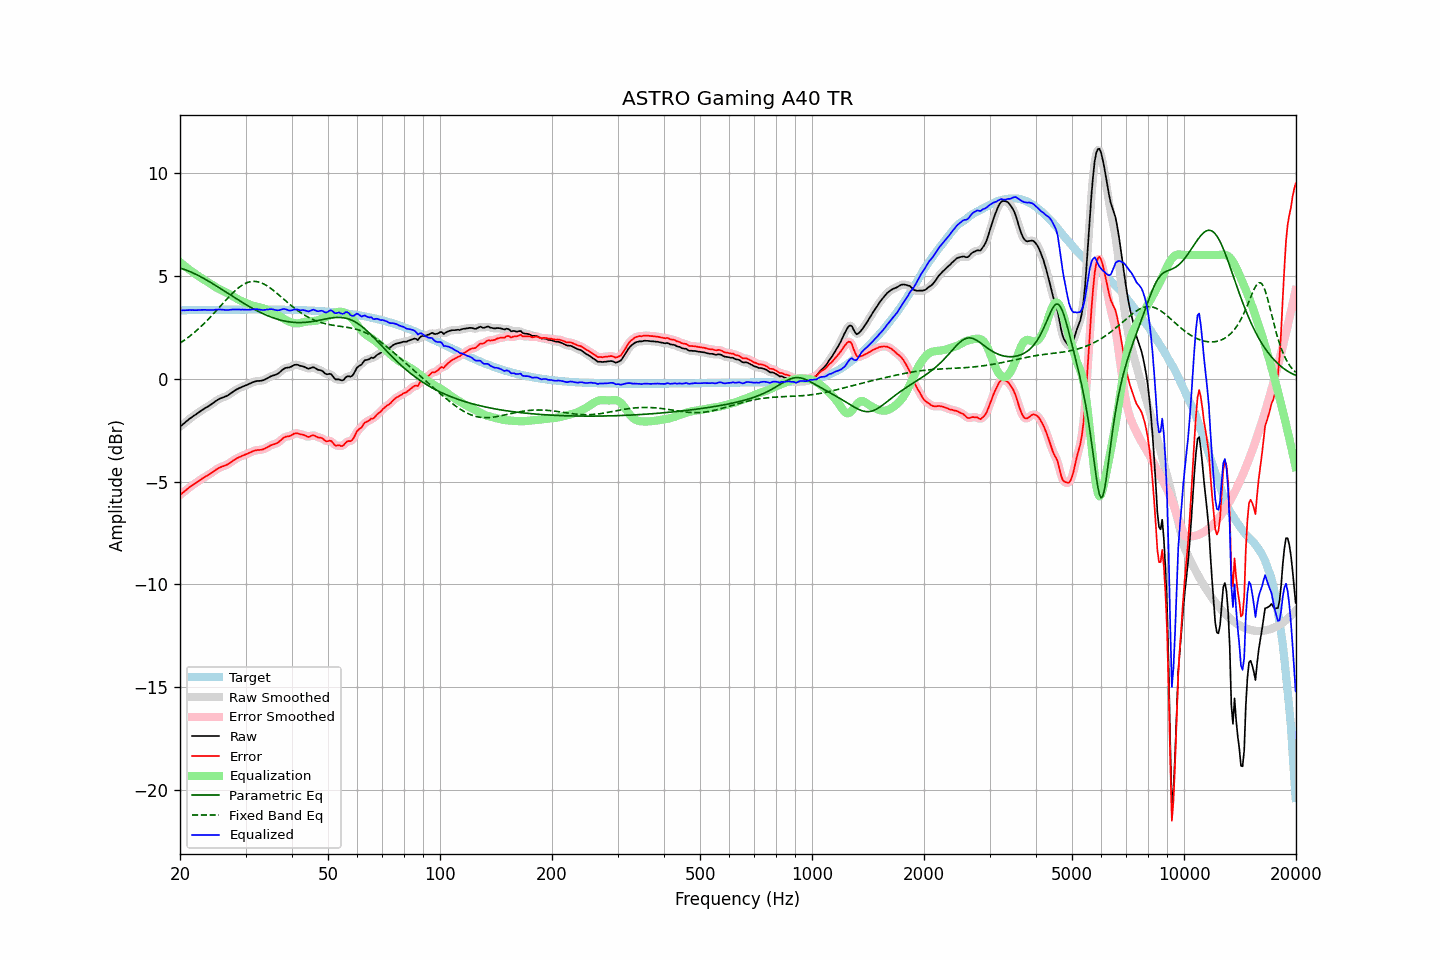 ASTRO Gaming A40 TR
Amplitude (dBr)
10
5
0
−5
−10
−15
−20
Target
Raw Smoothed
Error Smoothed
Raw
Error
Equalization
Parametric Eq
Fixed Band Eq
Equalized
20 50 100 200 500 1000 2000 5000 10000 20000
Frequency (Hz)